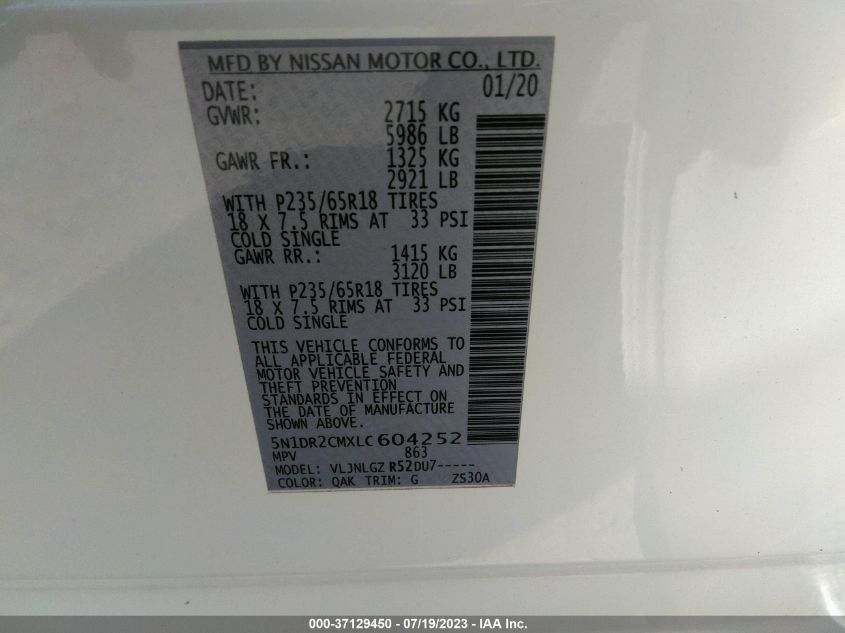 MFD BY NISSAN MOTOR CO., LTD.
DATE: 01/20
GVWR: 2715 KG
5986 LB
GAWR FR.: 1325 KG
2921 LB
WITH P235/65R18 TIRES
18 X 7.5 RIMS AT 33 PSI
COLD SINGLE
GAWR RR.: 1415 KG
3120 LB
WITH P235/65R18 TIRES
18 X 7.5 RIMS AT 33 PSI
COLD SINGLE
THIS VEHICLE CONFORMS TO
ALL APPLICABLE FEDERAL
MOTOR VEHICLE SAFETY AND
THEFT PREVENTION
STANDARDS IN EFFECT ON
THE DATE OF MANUFACTURE
SHOWN ABOVE.
5N1DR2CMXLC604252
MPV 863
MODEL: VLJNLGZ R52DU7-----
COLOR: QAK TRIM: G ZS30A
000-37129450 - 07/19/2023 - IAA Inc.